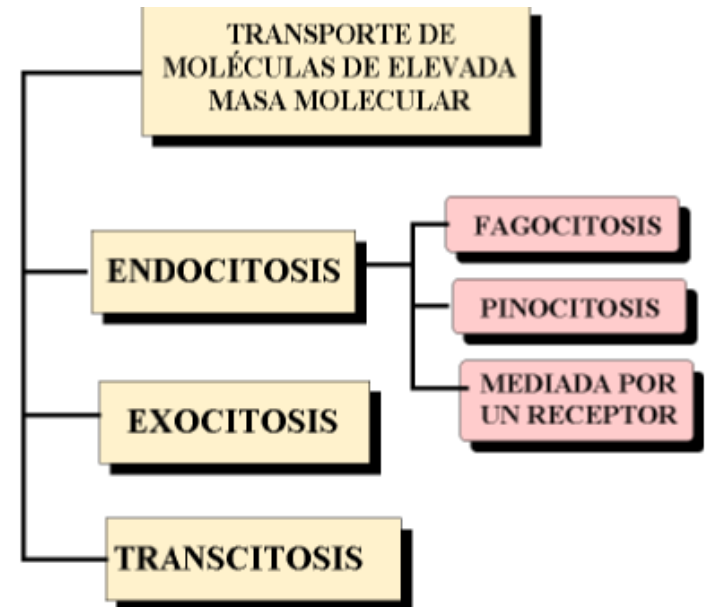 TRANSPORTE DE
MOLÉCULAS DE ELEVADA
MASA MOLECULAR
ENDOCITOSIS
FAGOCITOSIS
PINOCITOSIS
MEDIADA POR
UN RECEPTOR
EXOCITOSIS
TRANSCITOSIS